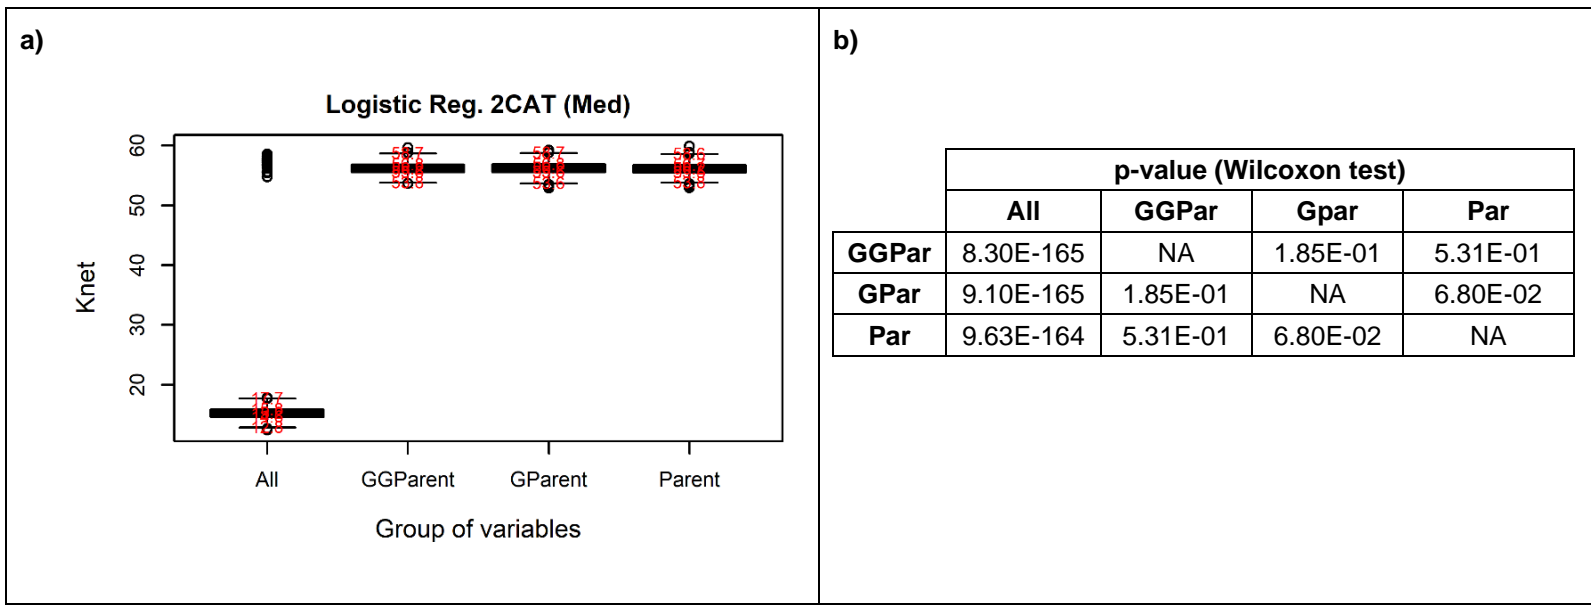 a)
Logistic Reg. 2CAT (Med)
60
50
40
30
20
Knet
All GGParent GParent Parent
Group of variables
b)
p-value (Wilcoxon test)
All GGPar Gpar Par
GGPar 8.30E-165 NA 1.85E-01 5.31E-01
GPar 9.10E-165 1.85E-01 NA 6.80E-02
Par 9.63E-164 5.31E-01 6.80E-02 NA